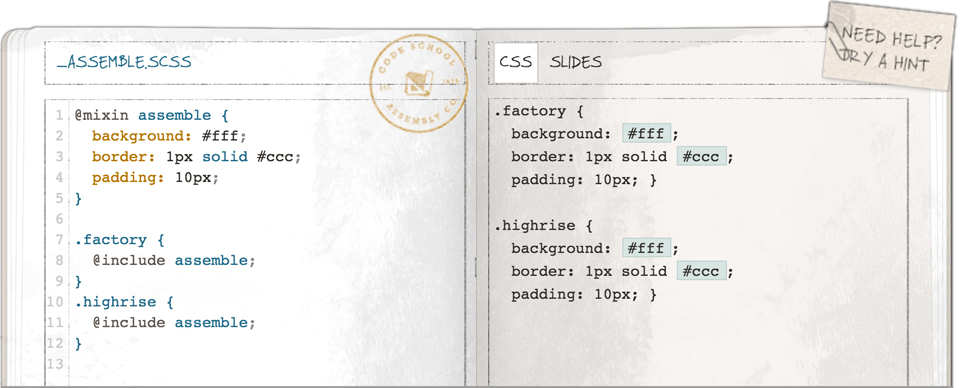 _ASSEMBLE.SCSS
CODE SCHOOL
EST.
ASSEMBLY CO
CSS SLIDES
NEED HELP?
DRY A HINT
1 @mixin assemble {
2 background: #fff;
3 border: 1px solid #ccc;
4 padding: 10px;
5 }
6
7 .factory {
8 @include assemble;
9 }
10 .highrise {
11 @include assemble;
12 }
13
.factory {
background: #fff ;
border: 1px solid #ccc ;
padding: 10px; }
.highrise {
background: #fff ;
border: 1px solid #ccc ;
padding: 10px; }